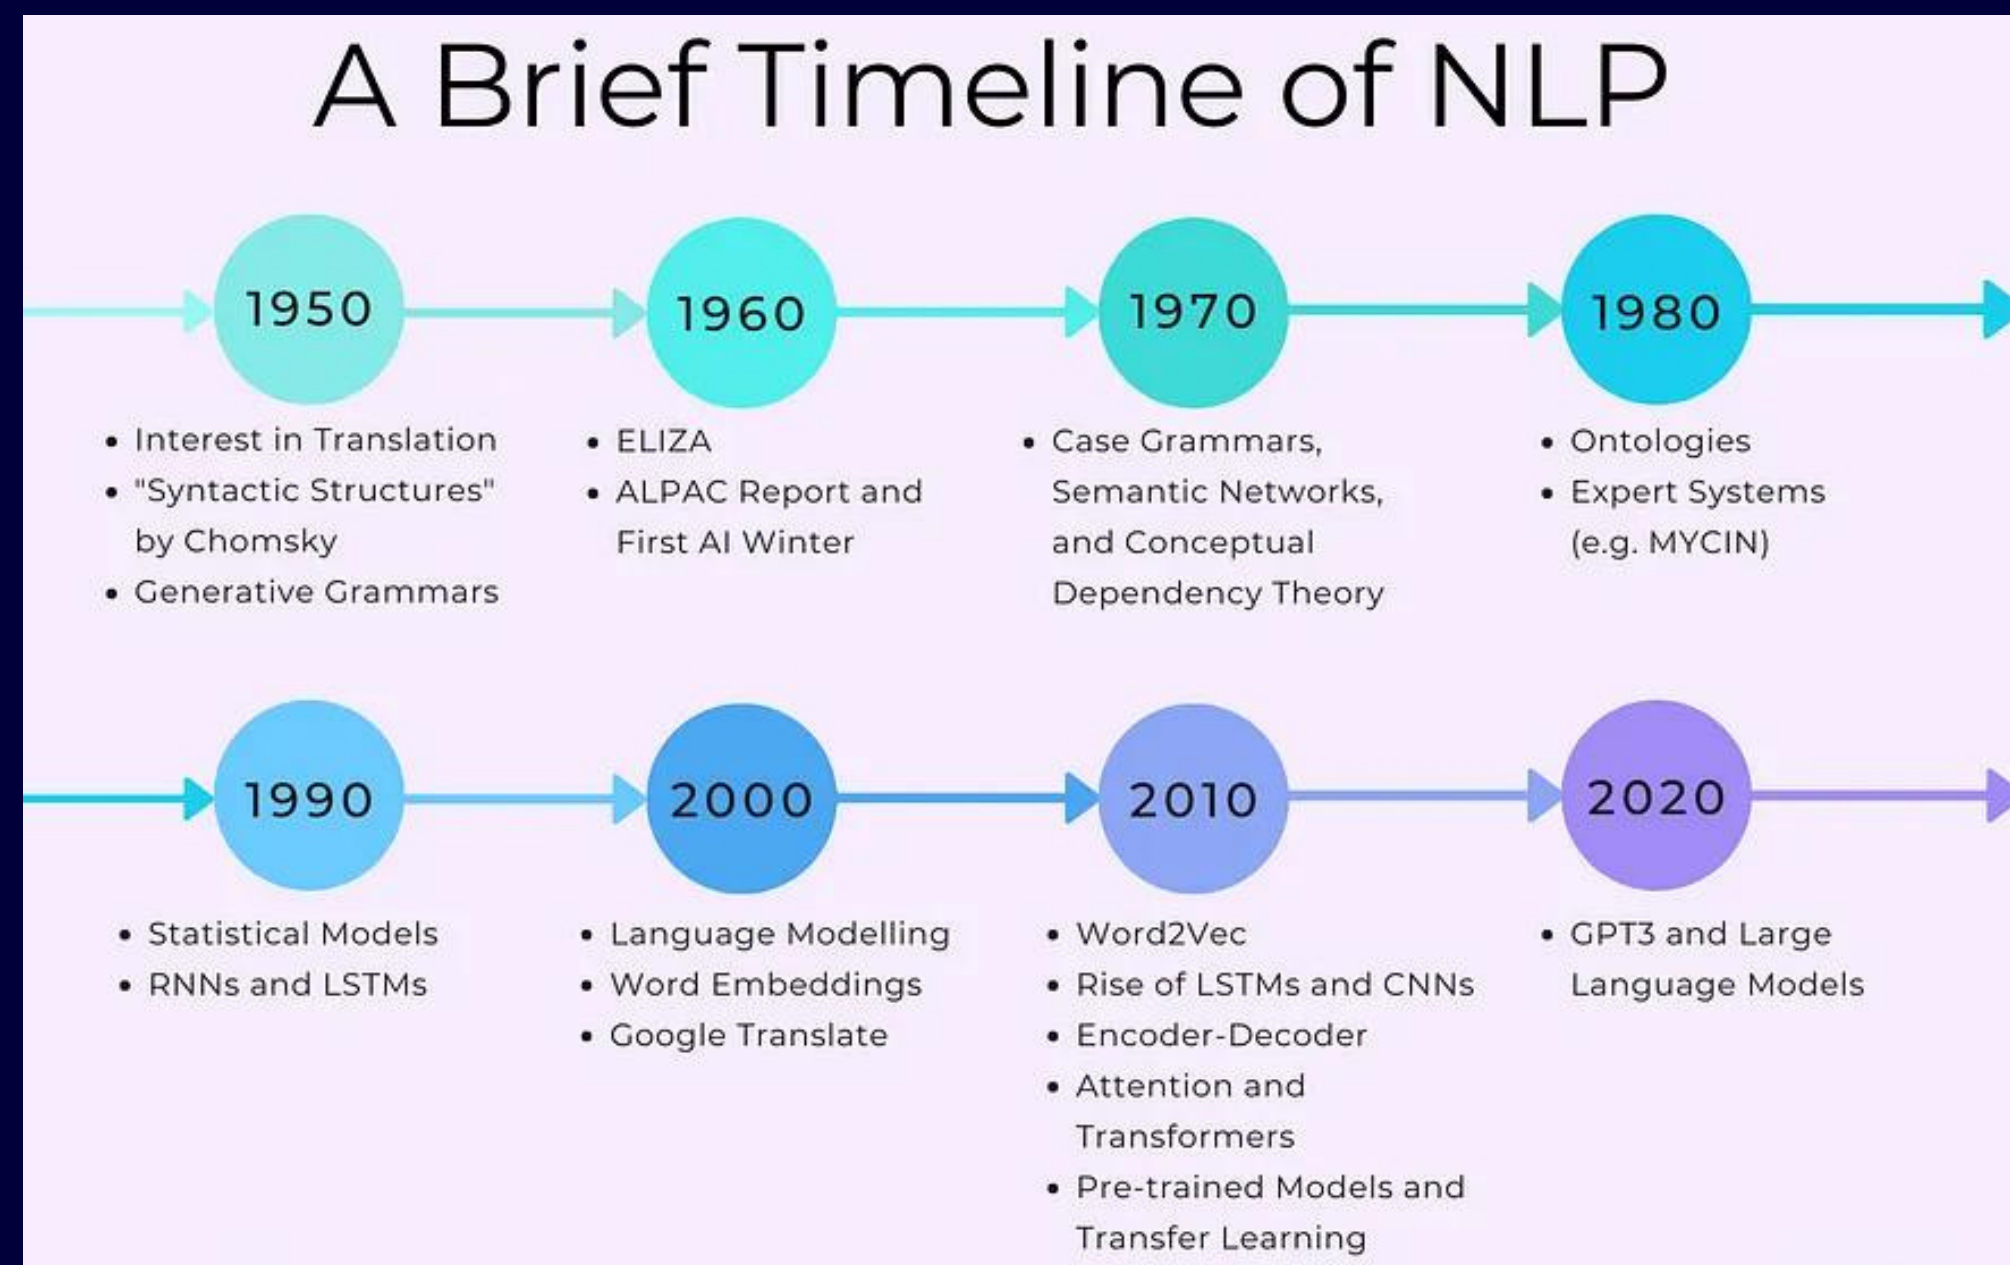 A Brief Timeline of NLP
1950
1960
1970
1980
• Interest in Translation
• "Syntactic Structures"
by Chomsky
• Generative Grammars
• ELIZA
• ALPAC Report and
First AI Winter
• Case Grammars,
Semantic Networks,
and Conceptual
Dependency Theory
• Ontologies
• Expert Systems
(e.g. MYCIN)
1990
2000
2010
2020
• Statistical Models
• RNNs and LSTMs
• Language Modelling
• Word Embeddings
• Google Translate
• Word2Vec
• Rise of LSTMs and CNNs
• Encoder-Decoder
• Attention and
Transformers
• Pre-trained Models and
Transfer Learning
• GPT3 and Large
Language Models